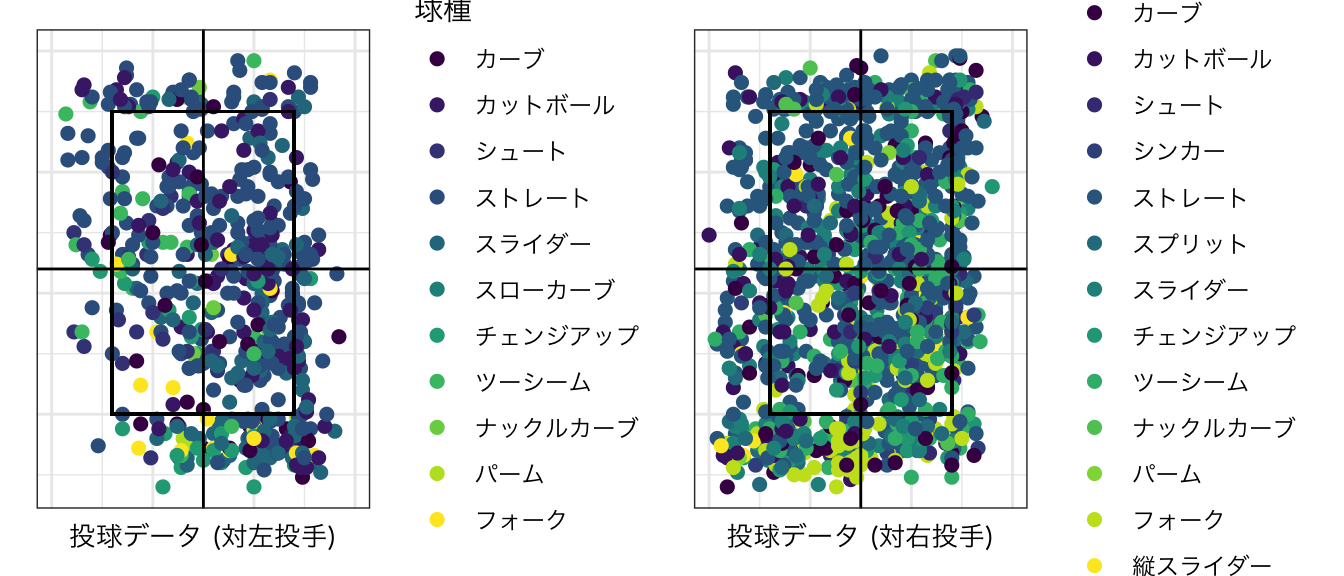 球種
カーブ
カットボール
シュート
ストレート
スライダー
スローカーブ
チェンジアップ
ツーシーム
ナックルカーブ
パーム
フォーク
投球データ (対左投手)
カーブ
カットボール
シュート
シンカー
ストレート
スプリット
スライダー
チェンジアップ
ツーシーム
ナックルカーブ
パーム
フォーク
縦スライダー
投球データ (対右投手)